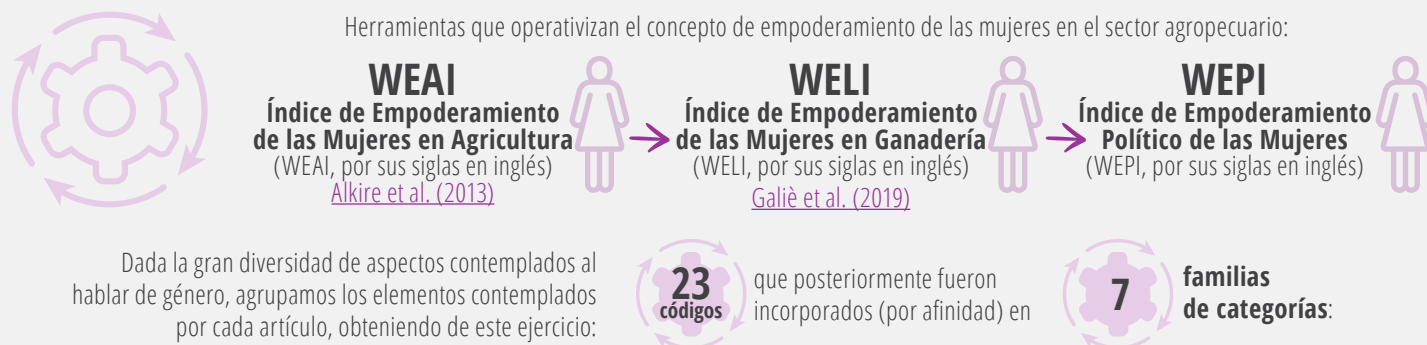 Herramientas que operativizan el concepto de empoderamiento de las mujeres en el sector agropecuario:
WEAI
Índice de Empoderamiento
de las Mujeres en Agricultura
(WEAI, por sus siglas en inglés)
Alkire et al. (2013)
WELI
Índice de Empoderamiento
de las Mujeres en Ganadería
(WELI, por sus siglas en inglés)
Galiè et al. (2019)
WEPI
Índice de Empoderamiento
Político de las Mujeres
(WEPI, por sus siglas en inglés)
Dada la gran diversidad de aspectos contemplados al
hablar de género, agrupamos los elementos contemplados
por cada artículo, obteniendo de este ejercicio:
23
códigos
que posteriormente fueron
incorporados (por afinidad) en
7
familias
de categorías: